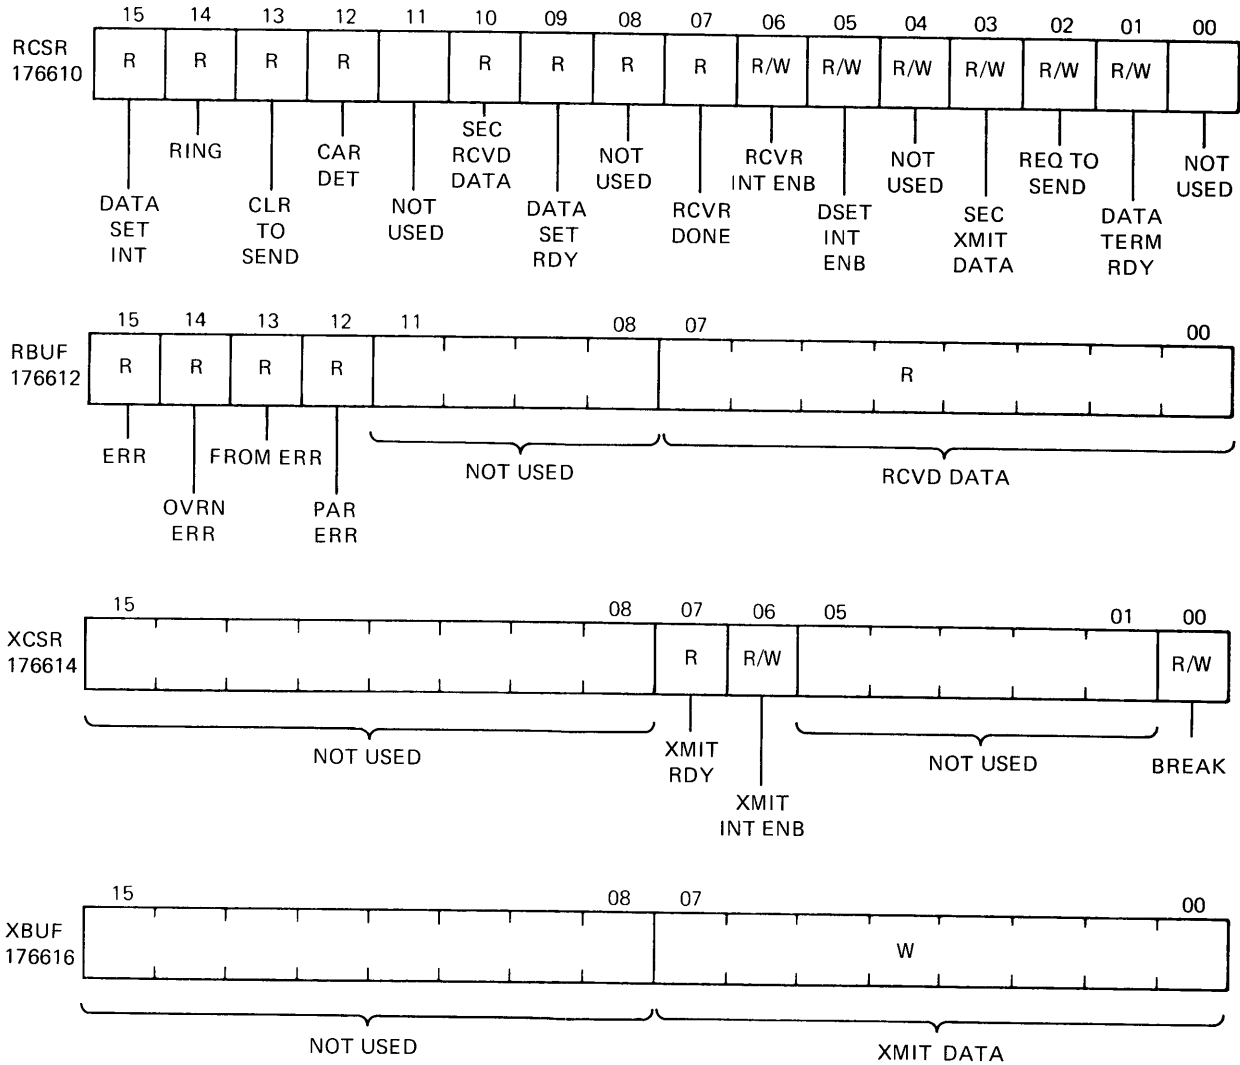 15 14 13 12 11 10 09 08 07 06 05 04 03 02 01 00
RCSR
176610
R R R R R R R R R/W R/W R/W R/W R/W R/W
DATA
SET
INT
RING
CLR
TO
SEND
CAR
DET
NOT
USED
SEC
RCVD
DATA
DATA
SET
RDY
NOT
USED
RCVR
DONE
RCVR
INT ENB
DSET
INT
ENB
NOT
USED
SEC
XMIT
DATA
REQ TO
SEND
DATA
TERM
RDY
NOT
USED
15 14 13 12 11 08 07 00
RBUF
176612
R R R R R
ERR
OVRN
ERR
FROM ERR
PAR
ERR
NOT USED
RCVD DATA
15 08 07 06 05 01 00
XCSR
176614
R R/W R/W
NOT USED
XMIT
RDY
XMIT
INT ENB
NOT USED
BREAK
15 08 07 00
XBUF
176616
W
NOT USED
XMIT DATA